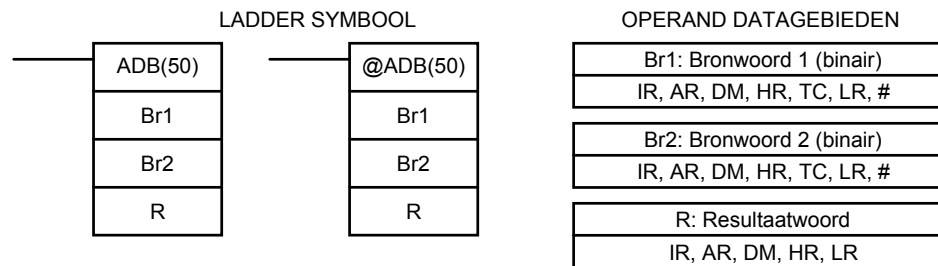 LADDER SYMBOOL
ADB(50)
Br1
Br2
R
@ADB(50)
Br1
Br2
R
OPERAND DATAGEBIEDEN
Br1: Bronwoord 1 (binair)
IR, AR, DM, HR, TC, LR, #
Br2: Bronwoord 2 (binair)
IR, AR, DM, HR, TC, LR, #
R: Resultaatwoord
IR, AR, DM, HR, LR